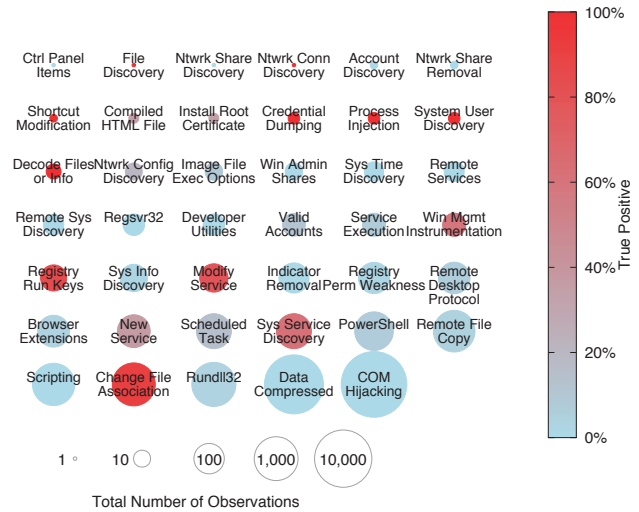 Ctrl Panel Items
File Discovery
Ntwrk Share Discovery
Ntwrk Conn Discovery
Account Discovery
Ntwrk Share Removal
Shortcut Modification
Compiled HTML File
Install Root Certificate
Credential Dumping
Process Injection
System User Discovery
Decode Files or Info
Ntwrk Config Discovery
Image File Exec Options
Win Admin Shares
Sys Time Discovery
Remote Services
Remote Sys Discovery
Regsvr32
Developer Utilities
Valid Accounts
Service Execution
Win Mgmt Instrumentation
Registry Run Keys
Sys Info Discovery
Modify Service
Indicator Removal
Registry Perm Weakness
Remote Desktop Protocol
Browser Extensions
New Service
Scheduled Task
Sys Service Discovery
PowerShell
Remote File Copy
Scripting
Change File Association
Rundll32
Data Compressed
COM Hijacking
1 10 100 1,000 10,000
Total Number of Observations
100%
80%
60%
40%
20%
0%
True Positive